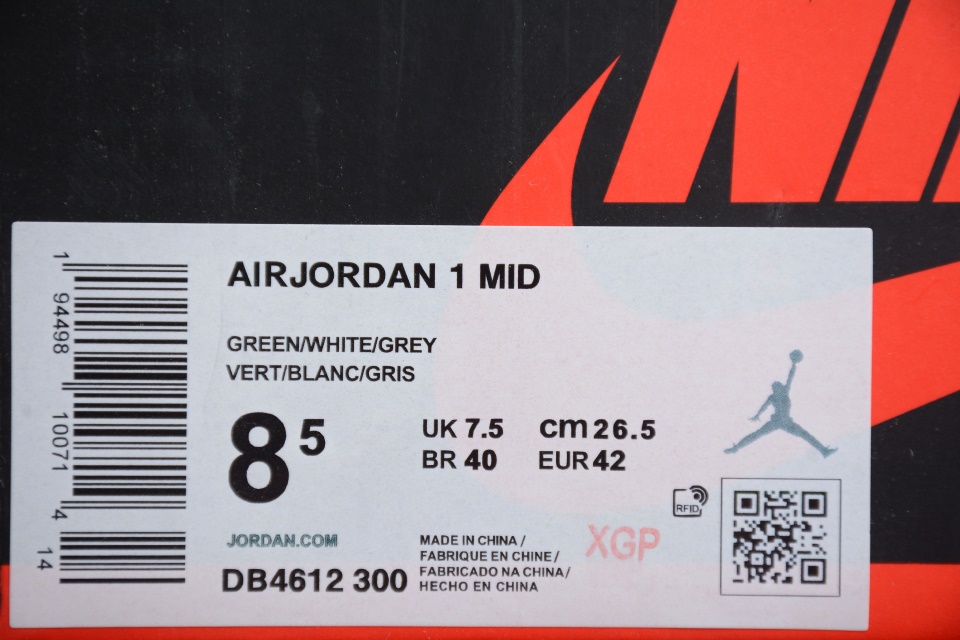 NI
AIRJORDAN 1 MID
GREEN/WHITE/GREY
VERT/BLANC/GRIS
8 5
UK 7.5 cm 26.5
BR 40 EUR 42
RFID
JORDAN.COM
DB4612 300
MADE IN CHINA /
FABRIQUE EN CHINE /
FABRICADO NA CHINA /
HECHO EN CHINA
XGP
1 94498 10071 4
14